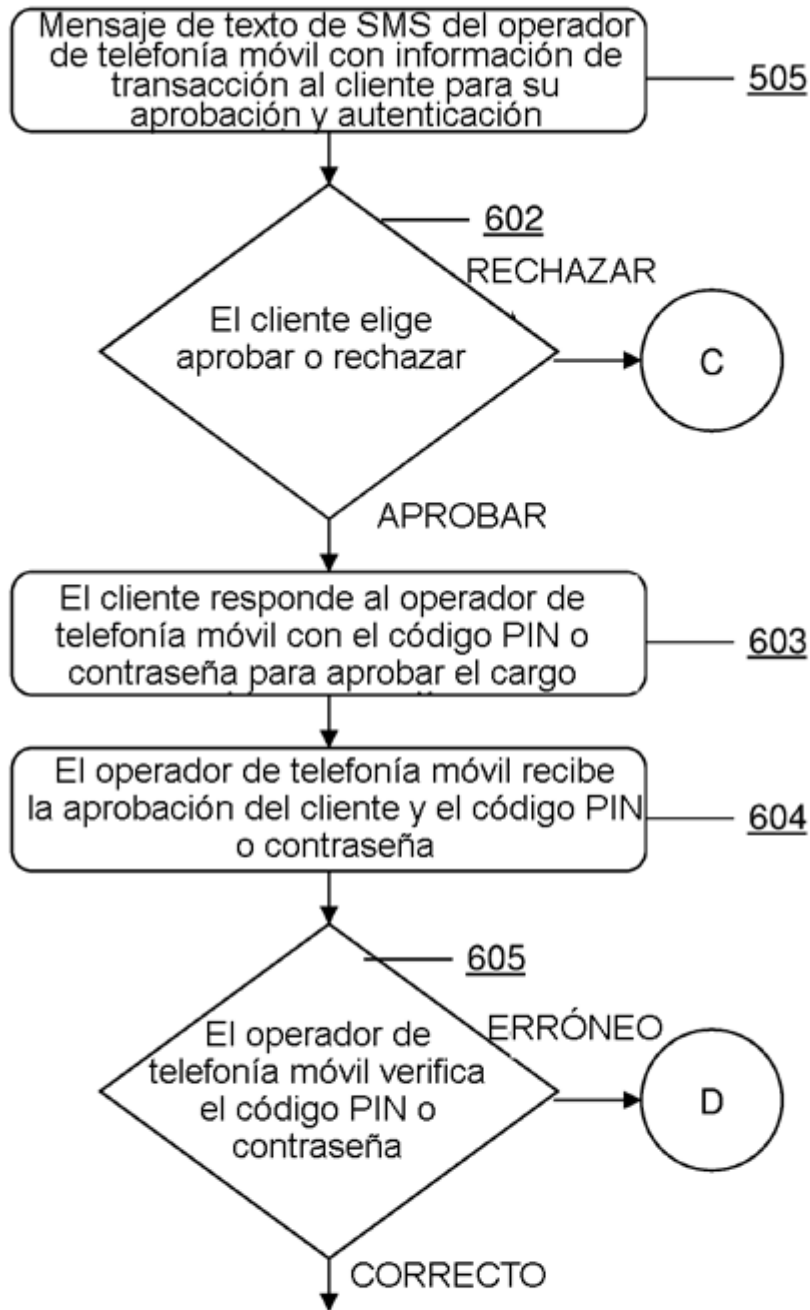 Mensaje de texto de SMS del operador
de telefonía móvil con información de
transacción al cliente para su
aprobación y autenticación
505
602
RECHAZAR
El cliente elige
aprobar o rechazar
C
APROBAR
El cliente responde al operador de
telefonía móvil con el código PIN o
contraseña para aprobar el cargo
603
El operador de telefonía móvil recibe
la aprobación del cliente y el código PIN
o contraseña
604
605
ERRÓNEO
El operador de
telefonía móvil verifica
el código PIN o
contraseña
D
CORRECTO